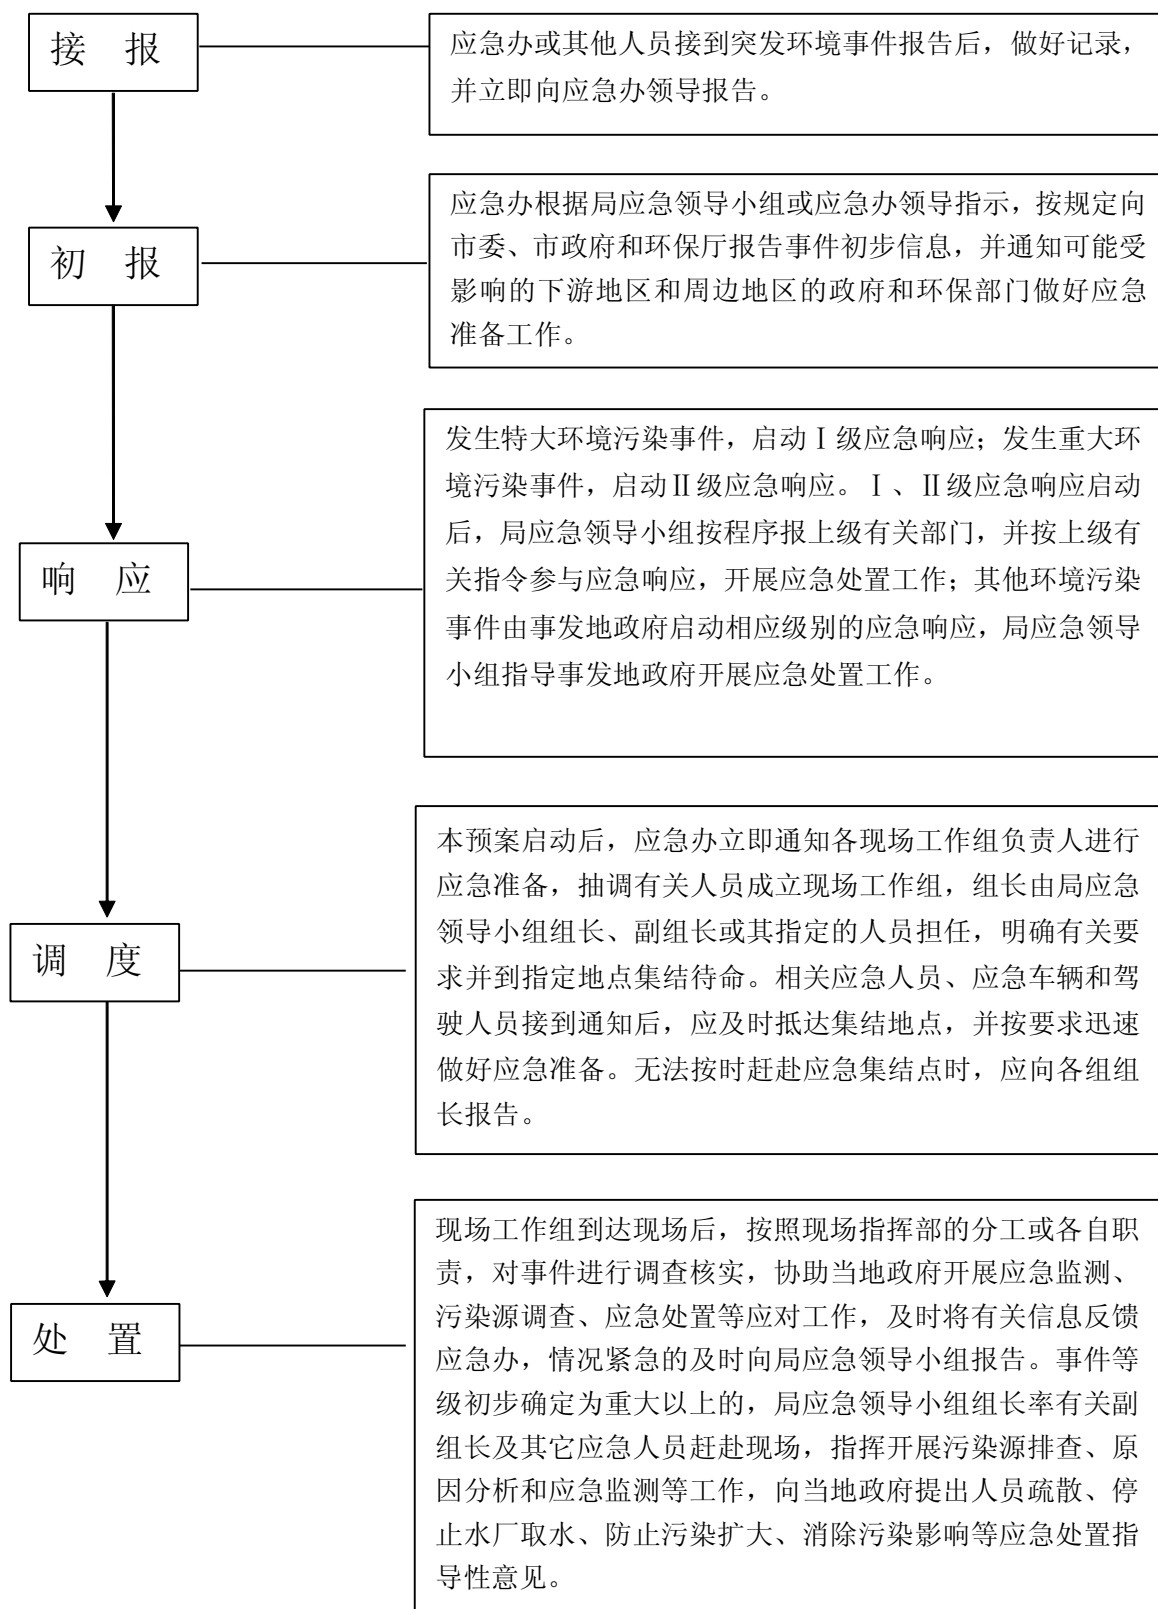 接 报
应急办或其他人员接到突发环境事件报告后，做好记录，
并立即向应急办领导报告。
初 报
应急办根据局应急领导小组或应急办领导指示，按规定向
市委、市政府和环保厅报告事件初步信息，并通知可能受
影响的下游地区和周边地区的政府和环保部门做好应急
准备工作。
响 应
发生特大环境污染事件，启动Ⅰ级应急响应；发生重大环
境污染事件，启动Ⅱ级应急响应。Ⅰ、Ⅱ级应急响应启动
后，局应急领导小组按程序报上级有关部门，并按上级有
关指令参与应急响应，开展应急处置工作；其他环境污染
事件由事发地政府启动相应级别的应急响应，局应急领导
小组指导事发地政府开展应急处置工作。
调 度
本预案启动后，应急办立即通知各现场工作组负责人进行
应急准备，抽调有关人员成立现场工作组，组长由局应急
领导小组组长、副组长或其指定的人员担任，明确有关要
求并到指定地点集结待命。相关应急人员、应急车辆和驾
驶人员接到通知后，应及时抵达集结地点，并按要求迅速
做好应急准备。无法按时赶赴应急集结点时，应向各组组
长报告。
处 置
现场工作组到达现场后，按照现场指挥部的分工或各自职
责，对事件进行调查核实，协助当地政府开展应急监测、
污染源调查、应急处置等应对工作，及时将有关信息反馈
应急办，情况紧急的及时向局应急领导小组报告。事件等
级初步确定为重大以上的，局应急领导小组组长率有关副
组长及其它应急人员赶赴现场，指挥开展污染源排查、原
因分析和应急监测等工作，向当地政府提出人员疏散、停
止水厂取水、防止污染扩大、消除污染影响等应急处置指
导性意见。